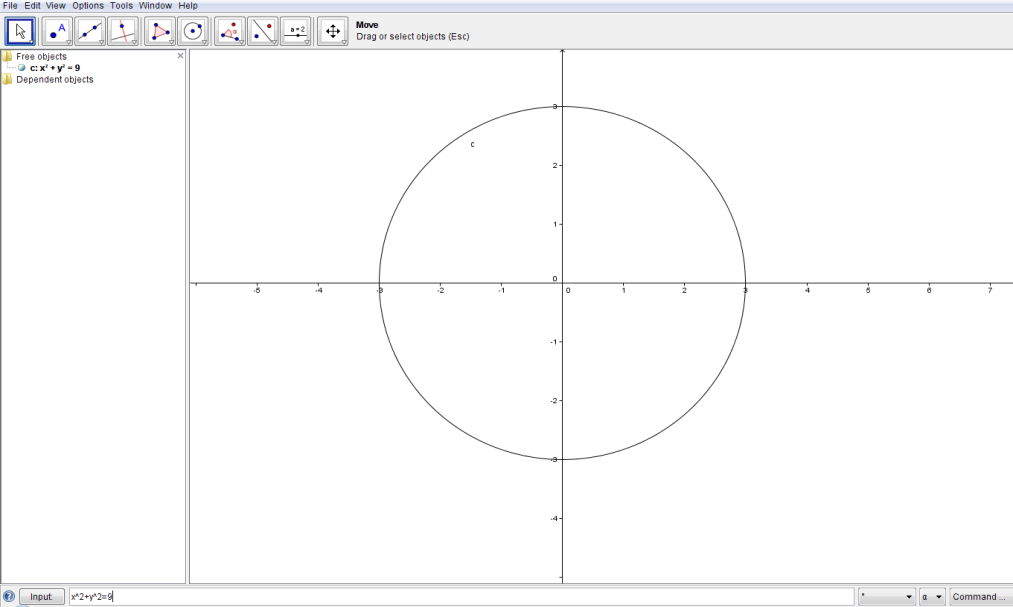 File Edit View Options Tools Window Help
A
α
a = 2
Move
Drag or select objects (Esc)
Free objects
c: x² + y² = 9
Dependent objects
c
3
2
1
0
-1
-2
-3
-4
-5 -4 -3 -2 -1 0 1 2 3 4 5 6 7
Input:
x^2+y^2=9
α
Command ...